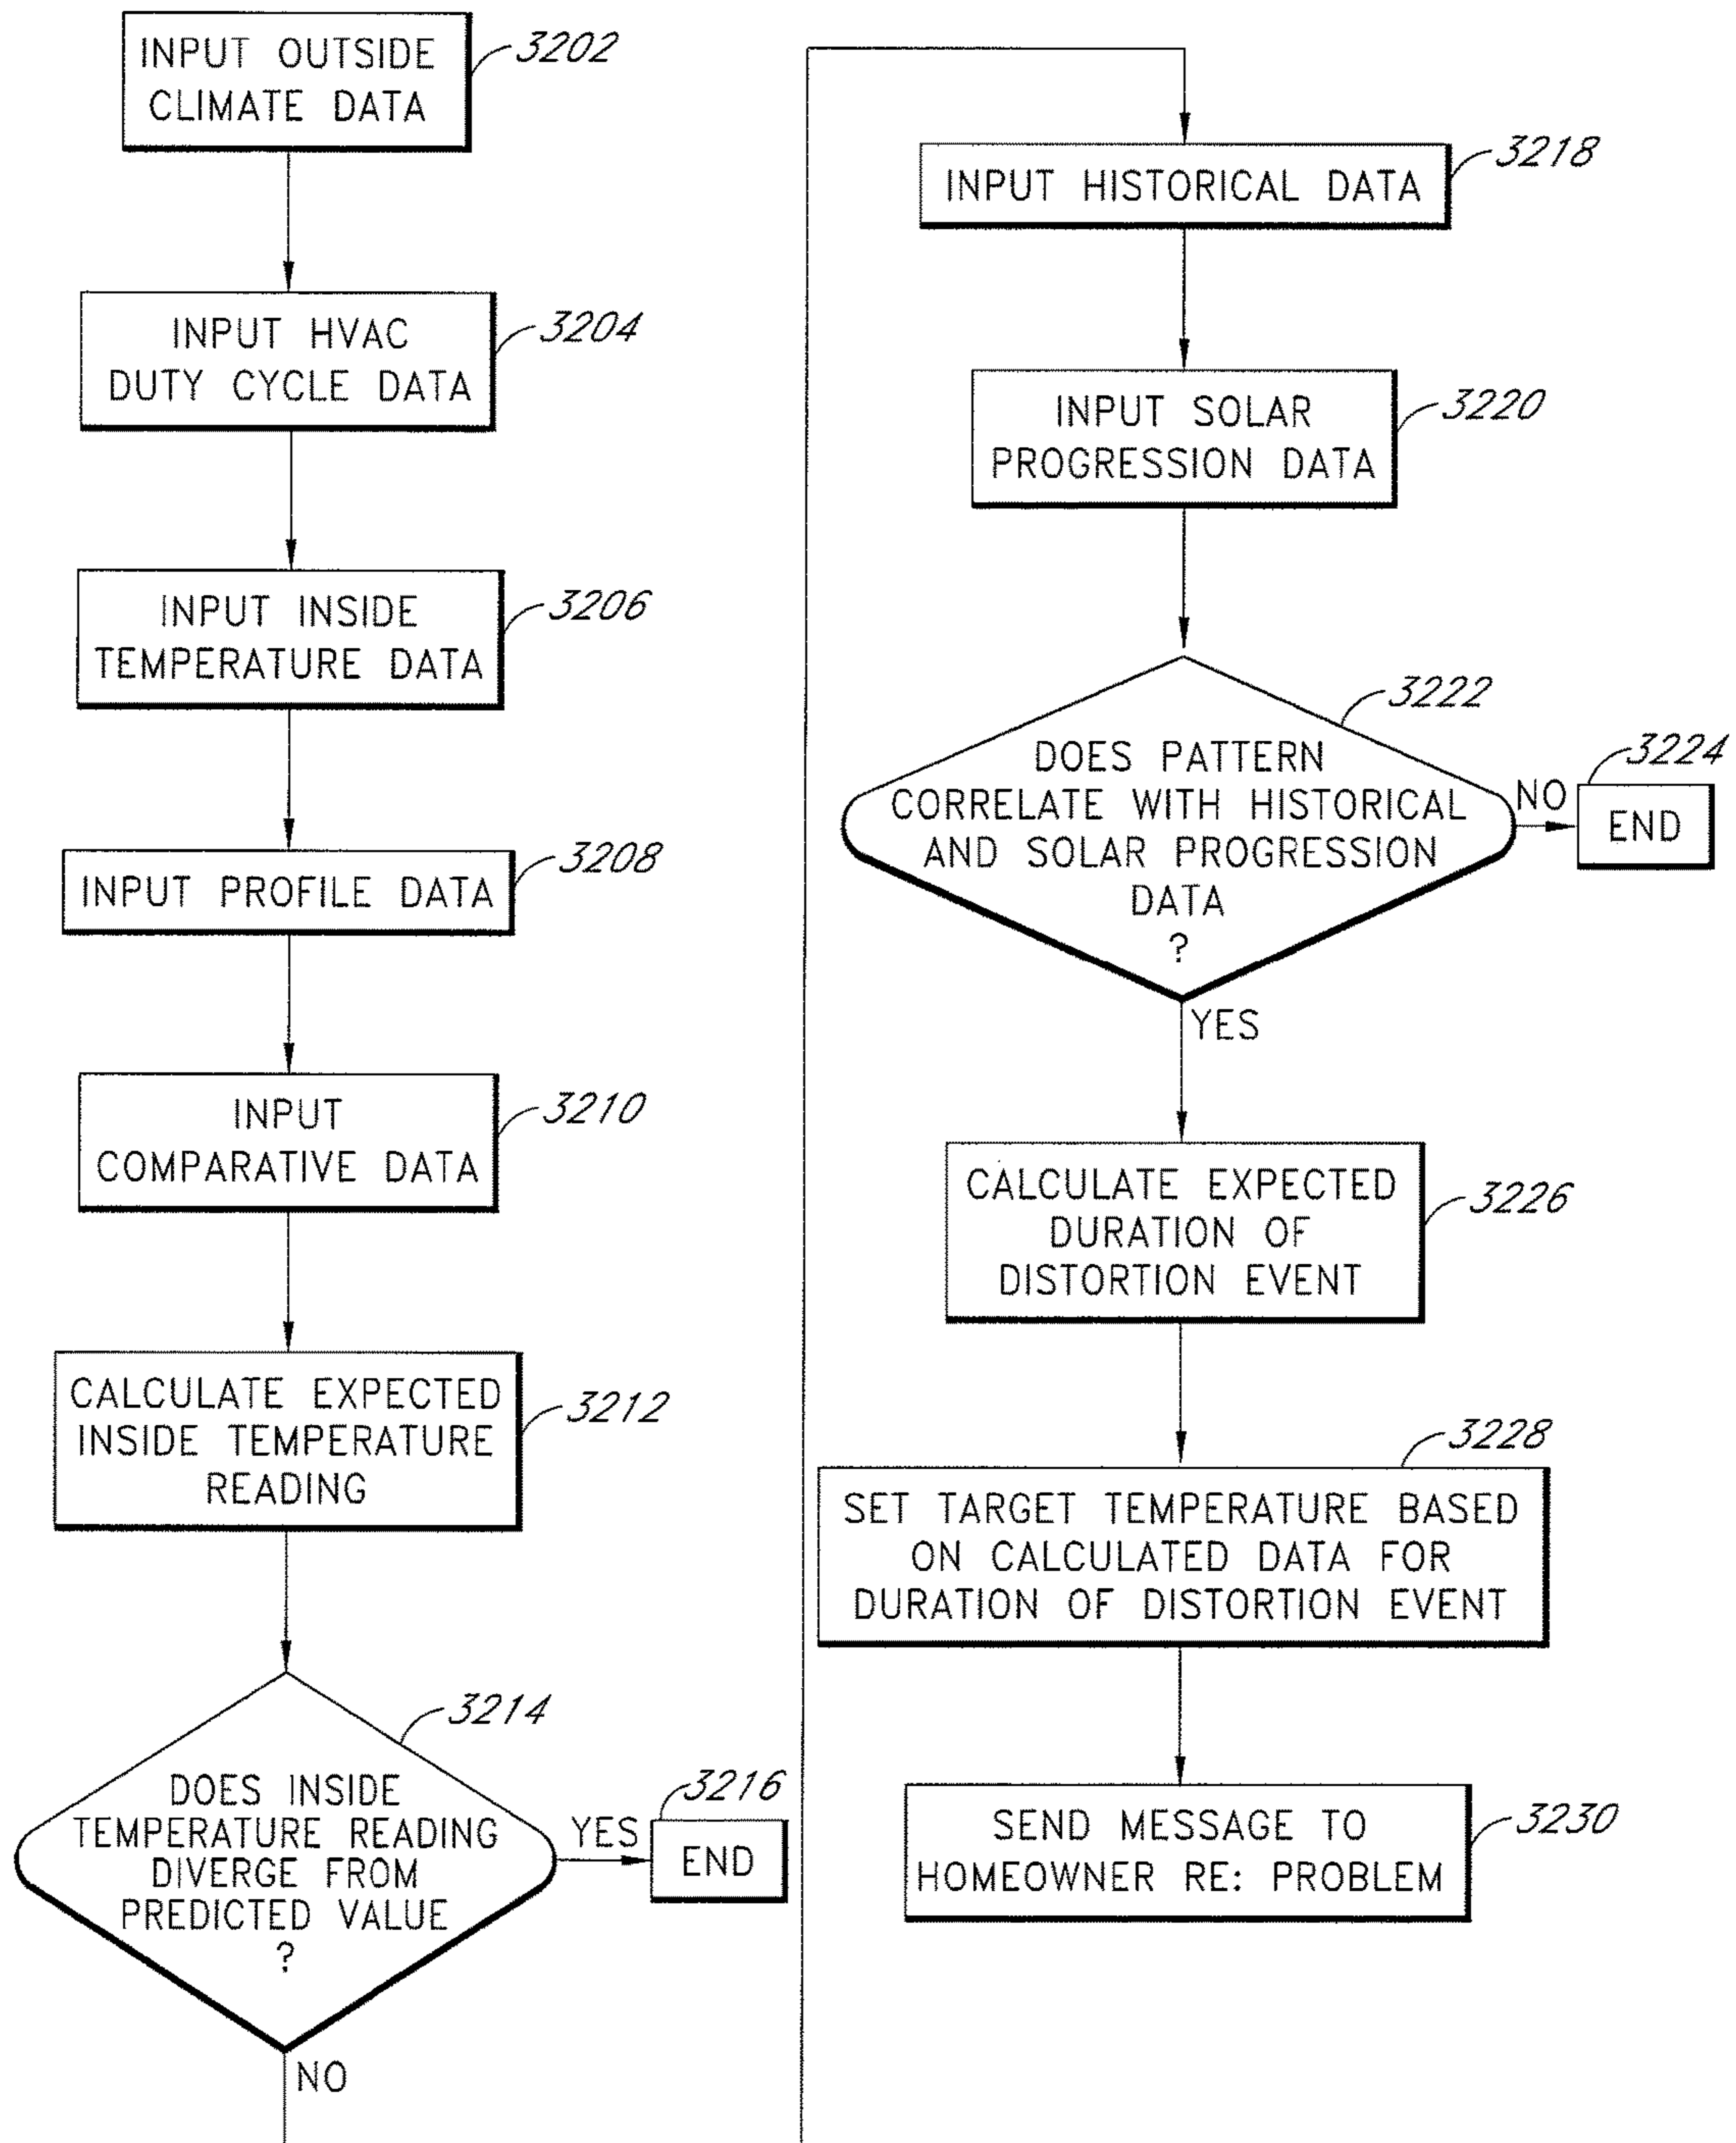 INPUT OUTSIDE
CLIMATE DATA
3202
INPUT HVAC
DUTY CYCLE DATA
3204
INPUT INSIDE
TEMPERATURE DATA
3206
INPUT PROFILE DATA
3208
INPUT
COMPARATIVE DATA
3210
CALCULATE EXPECTED
INSIDE TEMPERATURE
READING
3212
DOES INSIDE
TEMPERATURE READING
DIVERGE FROM
PREDICTED VALUE
?
3214
YES
END
3216
NO
INPUT HISTORICAL DATA
3218
INPUT SOLAR
PROGRESSION DATA
3220
DOES PATTERN
CORRELATE WITH HISTORICAL
AND SOLAR PROGRESSION
DATA
?
3222
NO
END
3224
YES
CALCULATE EXPECTED
DURATION OF
DISTORTION EVENT
3226
SET TARGET TEMPERATURE BASED
ON CALCULATED DATA FOR
DURATION OF DISTORTION EVENT
3228
SEND MESSAGE TO
HOMEOWNER RE: PROBLEM
3230